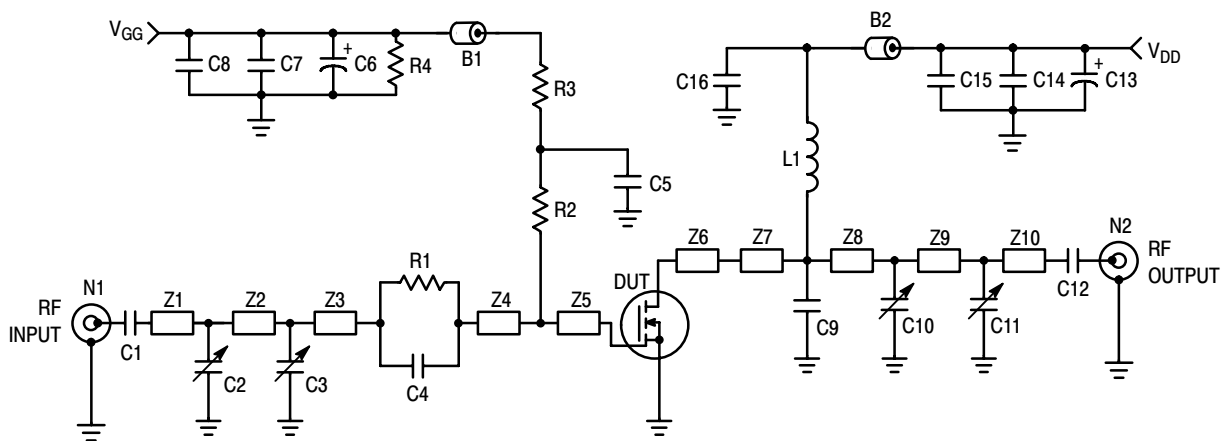 VGG
B1
C8
C7
+
C6
R4
R3
C5
R2
B2
VDD
C16
C15
C14
+
C13
L1
Z6
Z7
Z8
Z9
Z10
N2
RF
OUTPUT
C12
C9
C10
C11
DUT
N1
RF
INPUT
C1
Z1
Z2
Z3
R1
C4
Z4
Z5
C2
C3